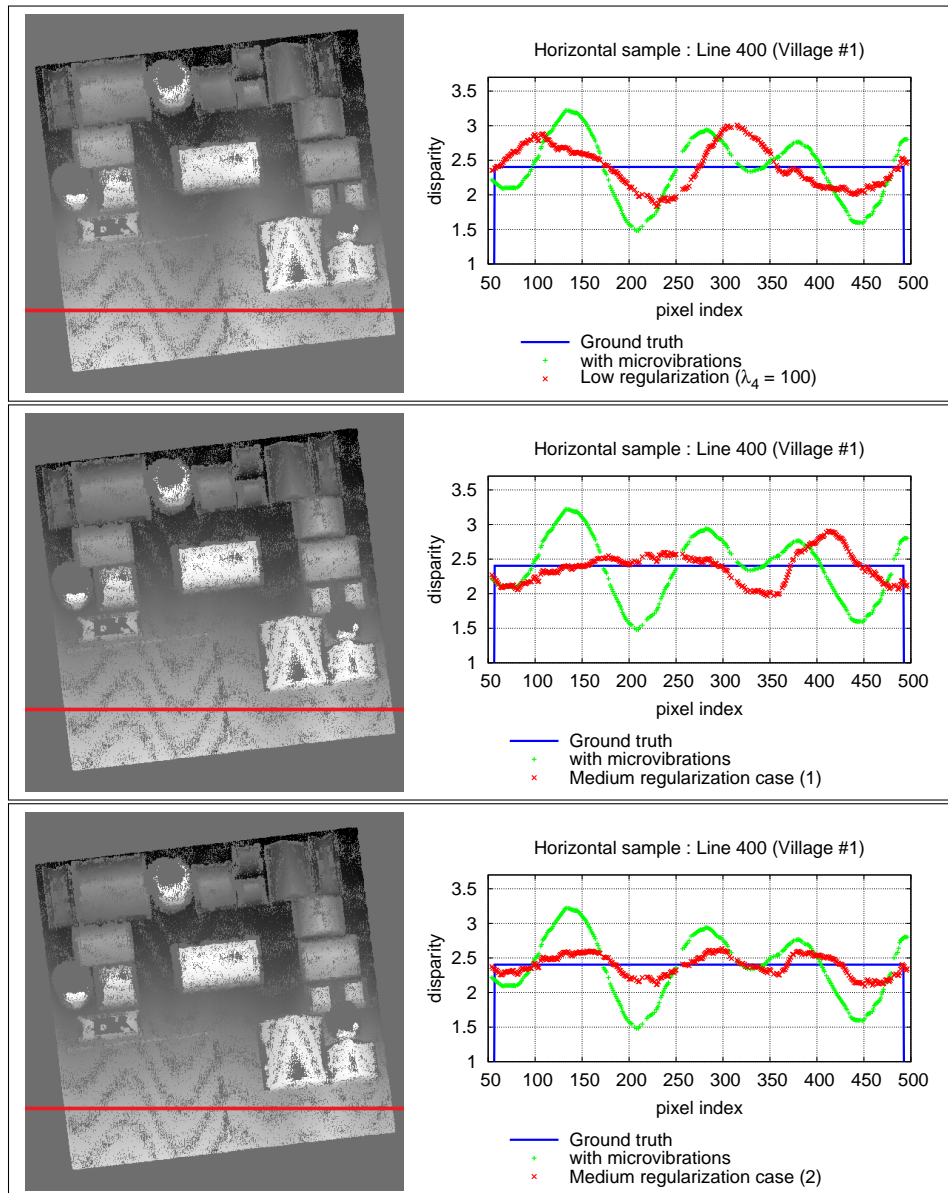 Horizontal sample : Line 400 (Village #1)
3.5
3
2.5
2
1.5
1
disparity
50 100 150 200 250 300 350 400 450 500
pixel index
Ground truth
with microvibrations
Low regularization (λ4 = 100)
Horizontal sample : Line 400 (Village #1)
3.5
3
2.5
2
1.5
1
disparity
50 100 150 200 250 300 350 400 450 500
pixel index
Ground truth
with microvibrations
Medium regularization case (1)
Horizontal sample : Line 400 (Village #1)
3.5
3
2.5
2
1.5
1
disparity
50 100 150 200 250 300 350 400 450 500
pixel index
Ground truth
with microvibrations
Medium regularization case (2)